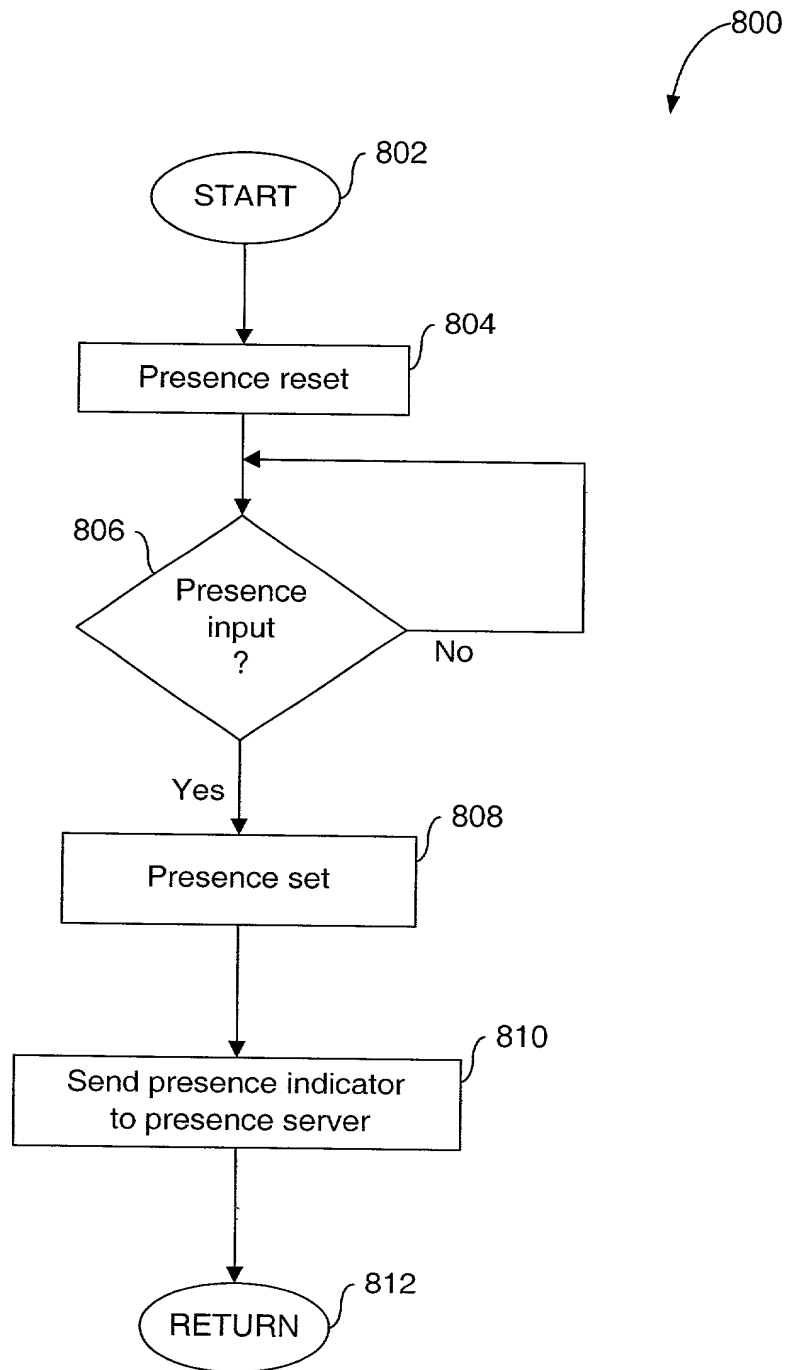 800
START
802
Presence reset
804
806
Presence
input
?
No
Yes
Presence set
808
Send presence indicator
to presence server
810
RETURN
812